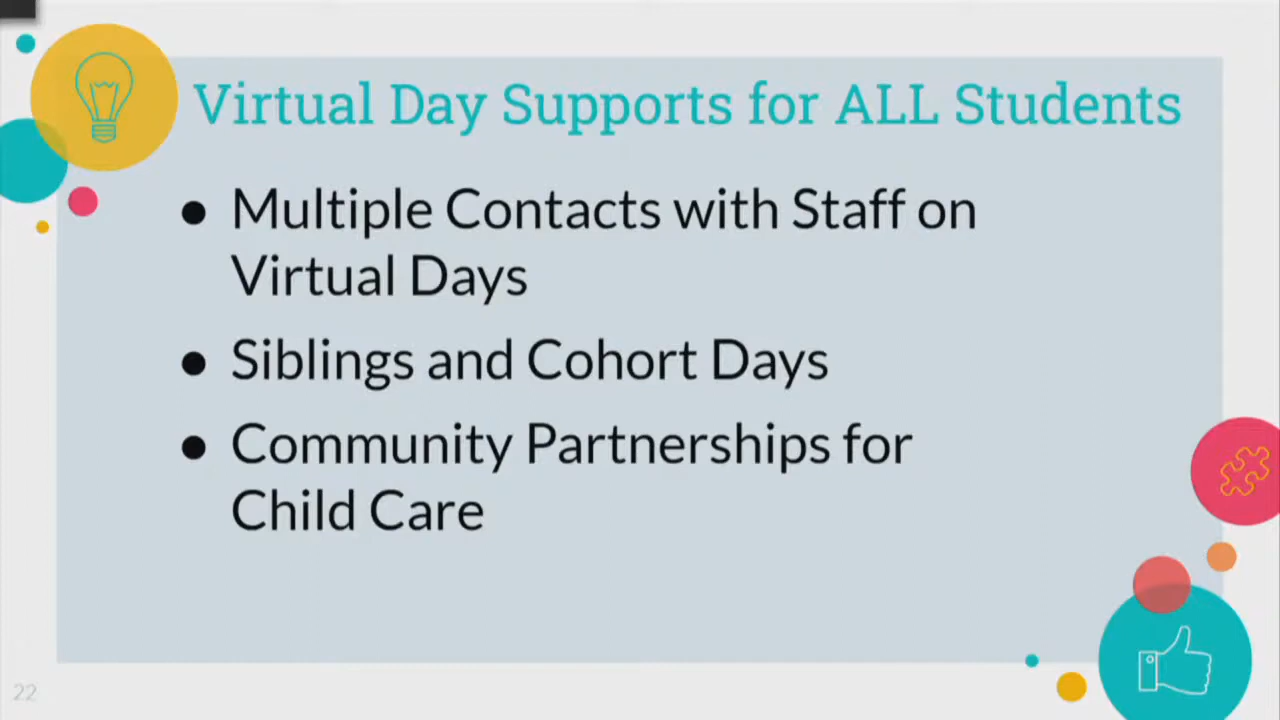 Virtual Day Supports for ALL Students
● Multiple Contacts with Staff on
Virtual Days
● Siblings and Cohort Days
● Community Partnerships for
Child Care
22